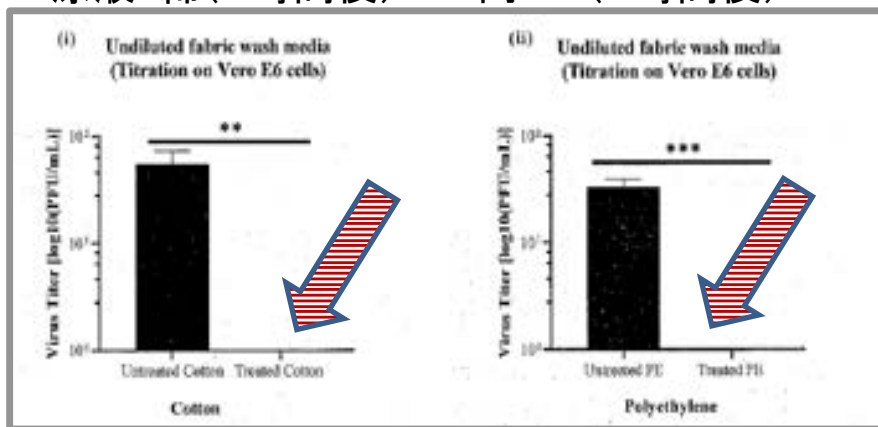 (i)
Undiluted fabric wash media
(Titration on Vero E6 cells)
**
Virus Titer [log10(PFU/mL)]
Untreated Cotton Treated Cotton
Cotton
(ii)
Undiluted fabric wash media
(Titration on Vero E6 cells)
***
Virus Titer [log10(PFU/mL)]
Untreated PE Treated PE
Polyethylene